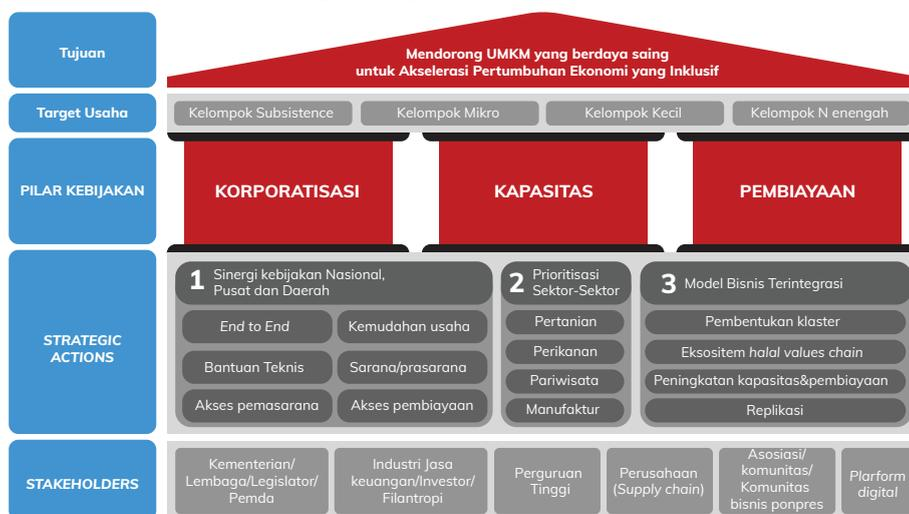 Tujuan
Mendorong UMKM yang berdaya saing
untuk Akselerasi Pertumbuhan Ekonomi yang Inklusif
Target Usaha
Kelompok Subsistence
Kelompok Mikro
Kelompok Kecil
Kelompok N enengah
PILAR KEBIJAKAN
KORPORATISASI
KAPASITAS
PEMBIAYAAN
STRATEGIC
ACTIONS
1 Sinergi kebijakan Nasional,
Pusat dan Daerah
End to End
Kemudahan usaha
Bantuan Teknis
Sarana/prasarana
Akses pemasarana
Akses pembiayaan
2 Prioritisasi
Sektor-Sektor
Pertanian
Perikanan
Pariwisata
Manufaktur
3 Model Bisnis Terintegrasi
Pembentukan klaster
Eksositem halal values chain
Peningkatan kapasitas&pembiayaan
Replikasi
STAKEHOLDERS
Kementerian/
Lembaga/Legislator/
Pemda
Industri Jasa
keuangan/Investor/
Filantropi
Perguruan
Tinggi
Perusahaan
(Supply chain)
Asosiasi/
komunitas/
Komunitas
bisnis ponpres
Plarform
digital